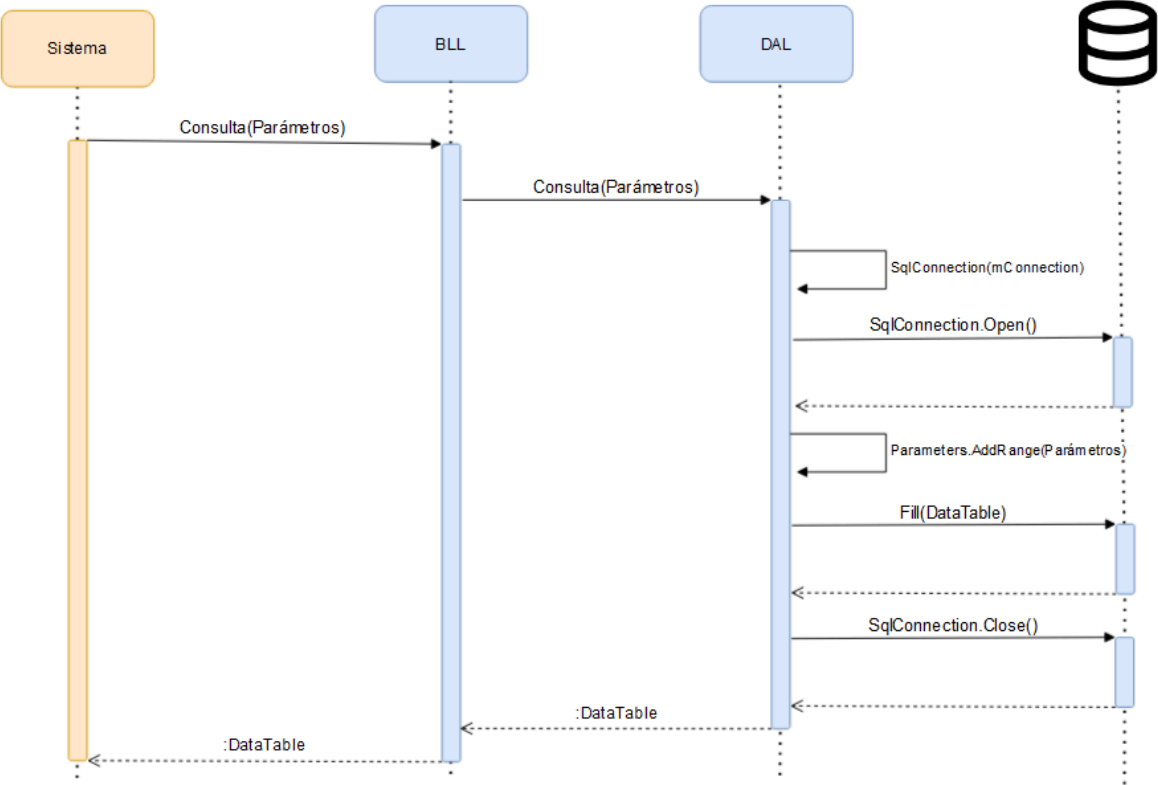 Sistema
BLL
DAL
Consulta(Parámetros)
Consulta(Parámetros)
SqlConnection(mConnection)
SqlConnection.Open()
Parameters.AddRange(Parámetros)
Fill(DataTable)
SqlConnection.Close()
:DataTable
:DataTable